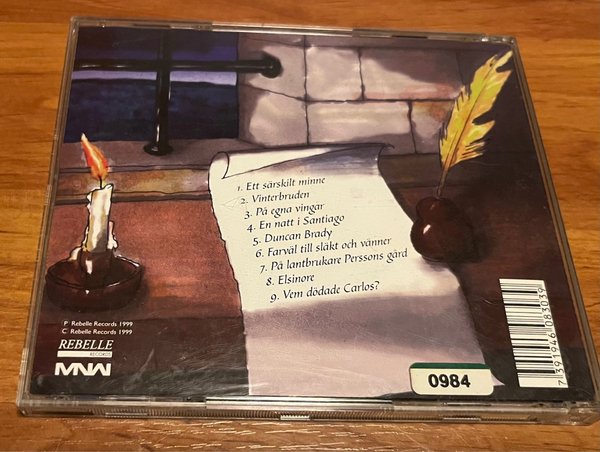 1. Ett särskilt minne
2. Vinterbruden
3. På egna vingar
4. En natt i Santiago
5. Duncan Brady
6. Farväl till släkt och vänner
7. På lantbrukare Perssons gård
8. Elsinore
9. Vem dödade Carlos?
P Rebelle Records 1999
C Rebelle Records 1999
REBELLE
RECORDS
MNW
0984
7 391946 083039